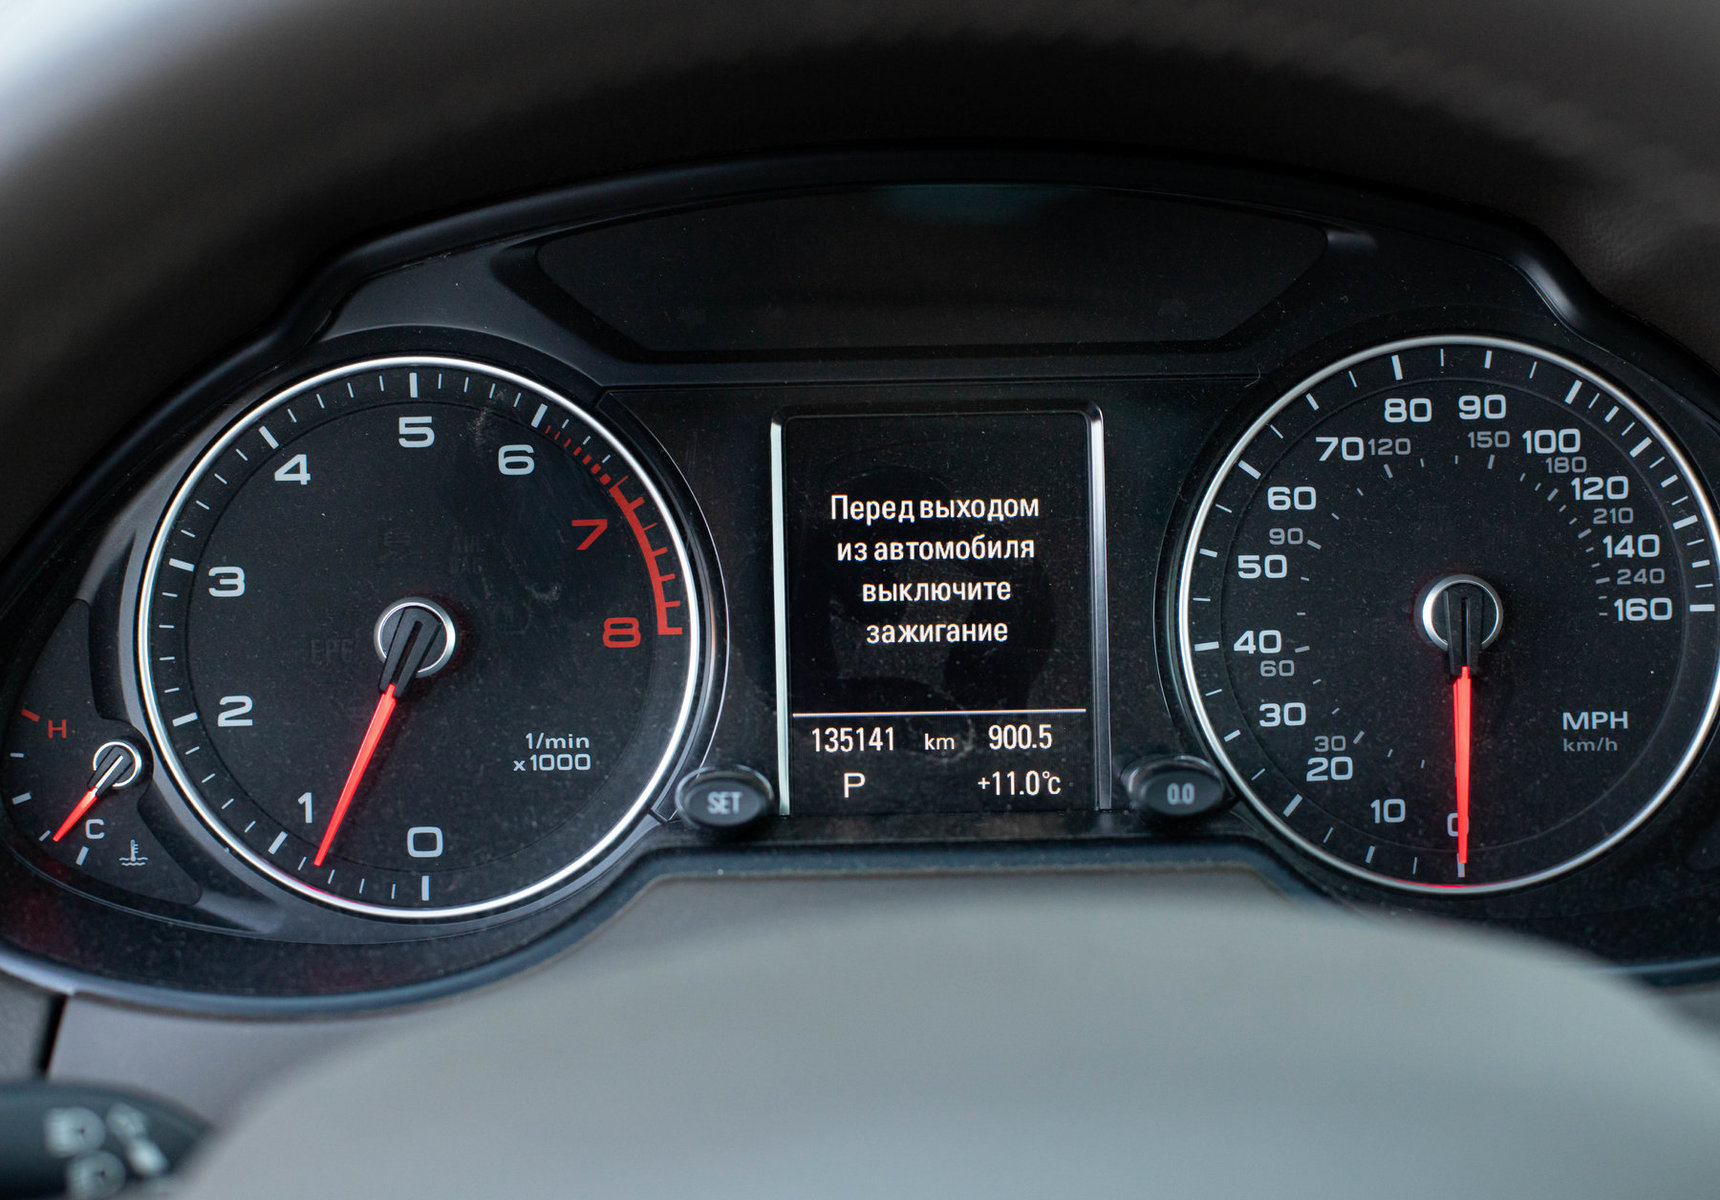 5
4
6
3
7
8
2
1/min
x1000
1
0
H
C
SET
Перед выходом
из автомобиля
выключите
зажигание
135141 km 900.5
P +11.0°c
0.0
80 90
70 120 150 100
180
60 120
90 210
50 140
240
160
40
60
30
MPH
km/h
30
20
10
0